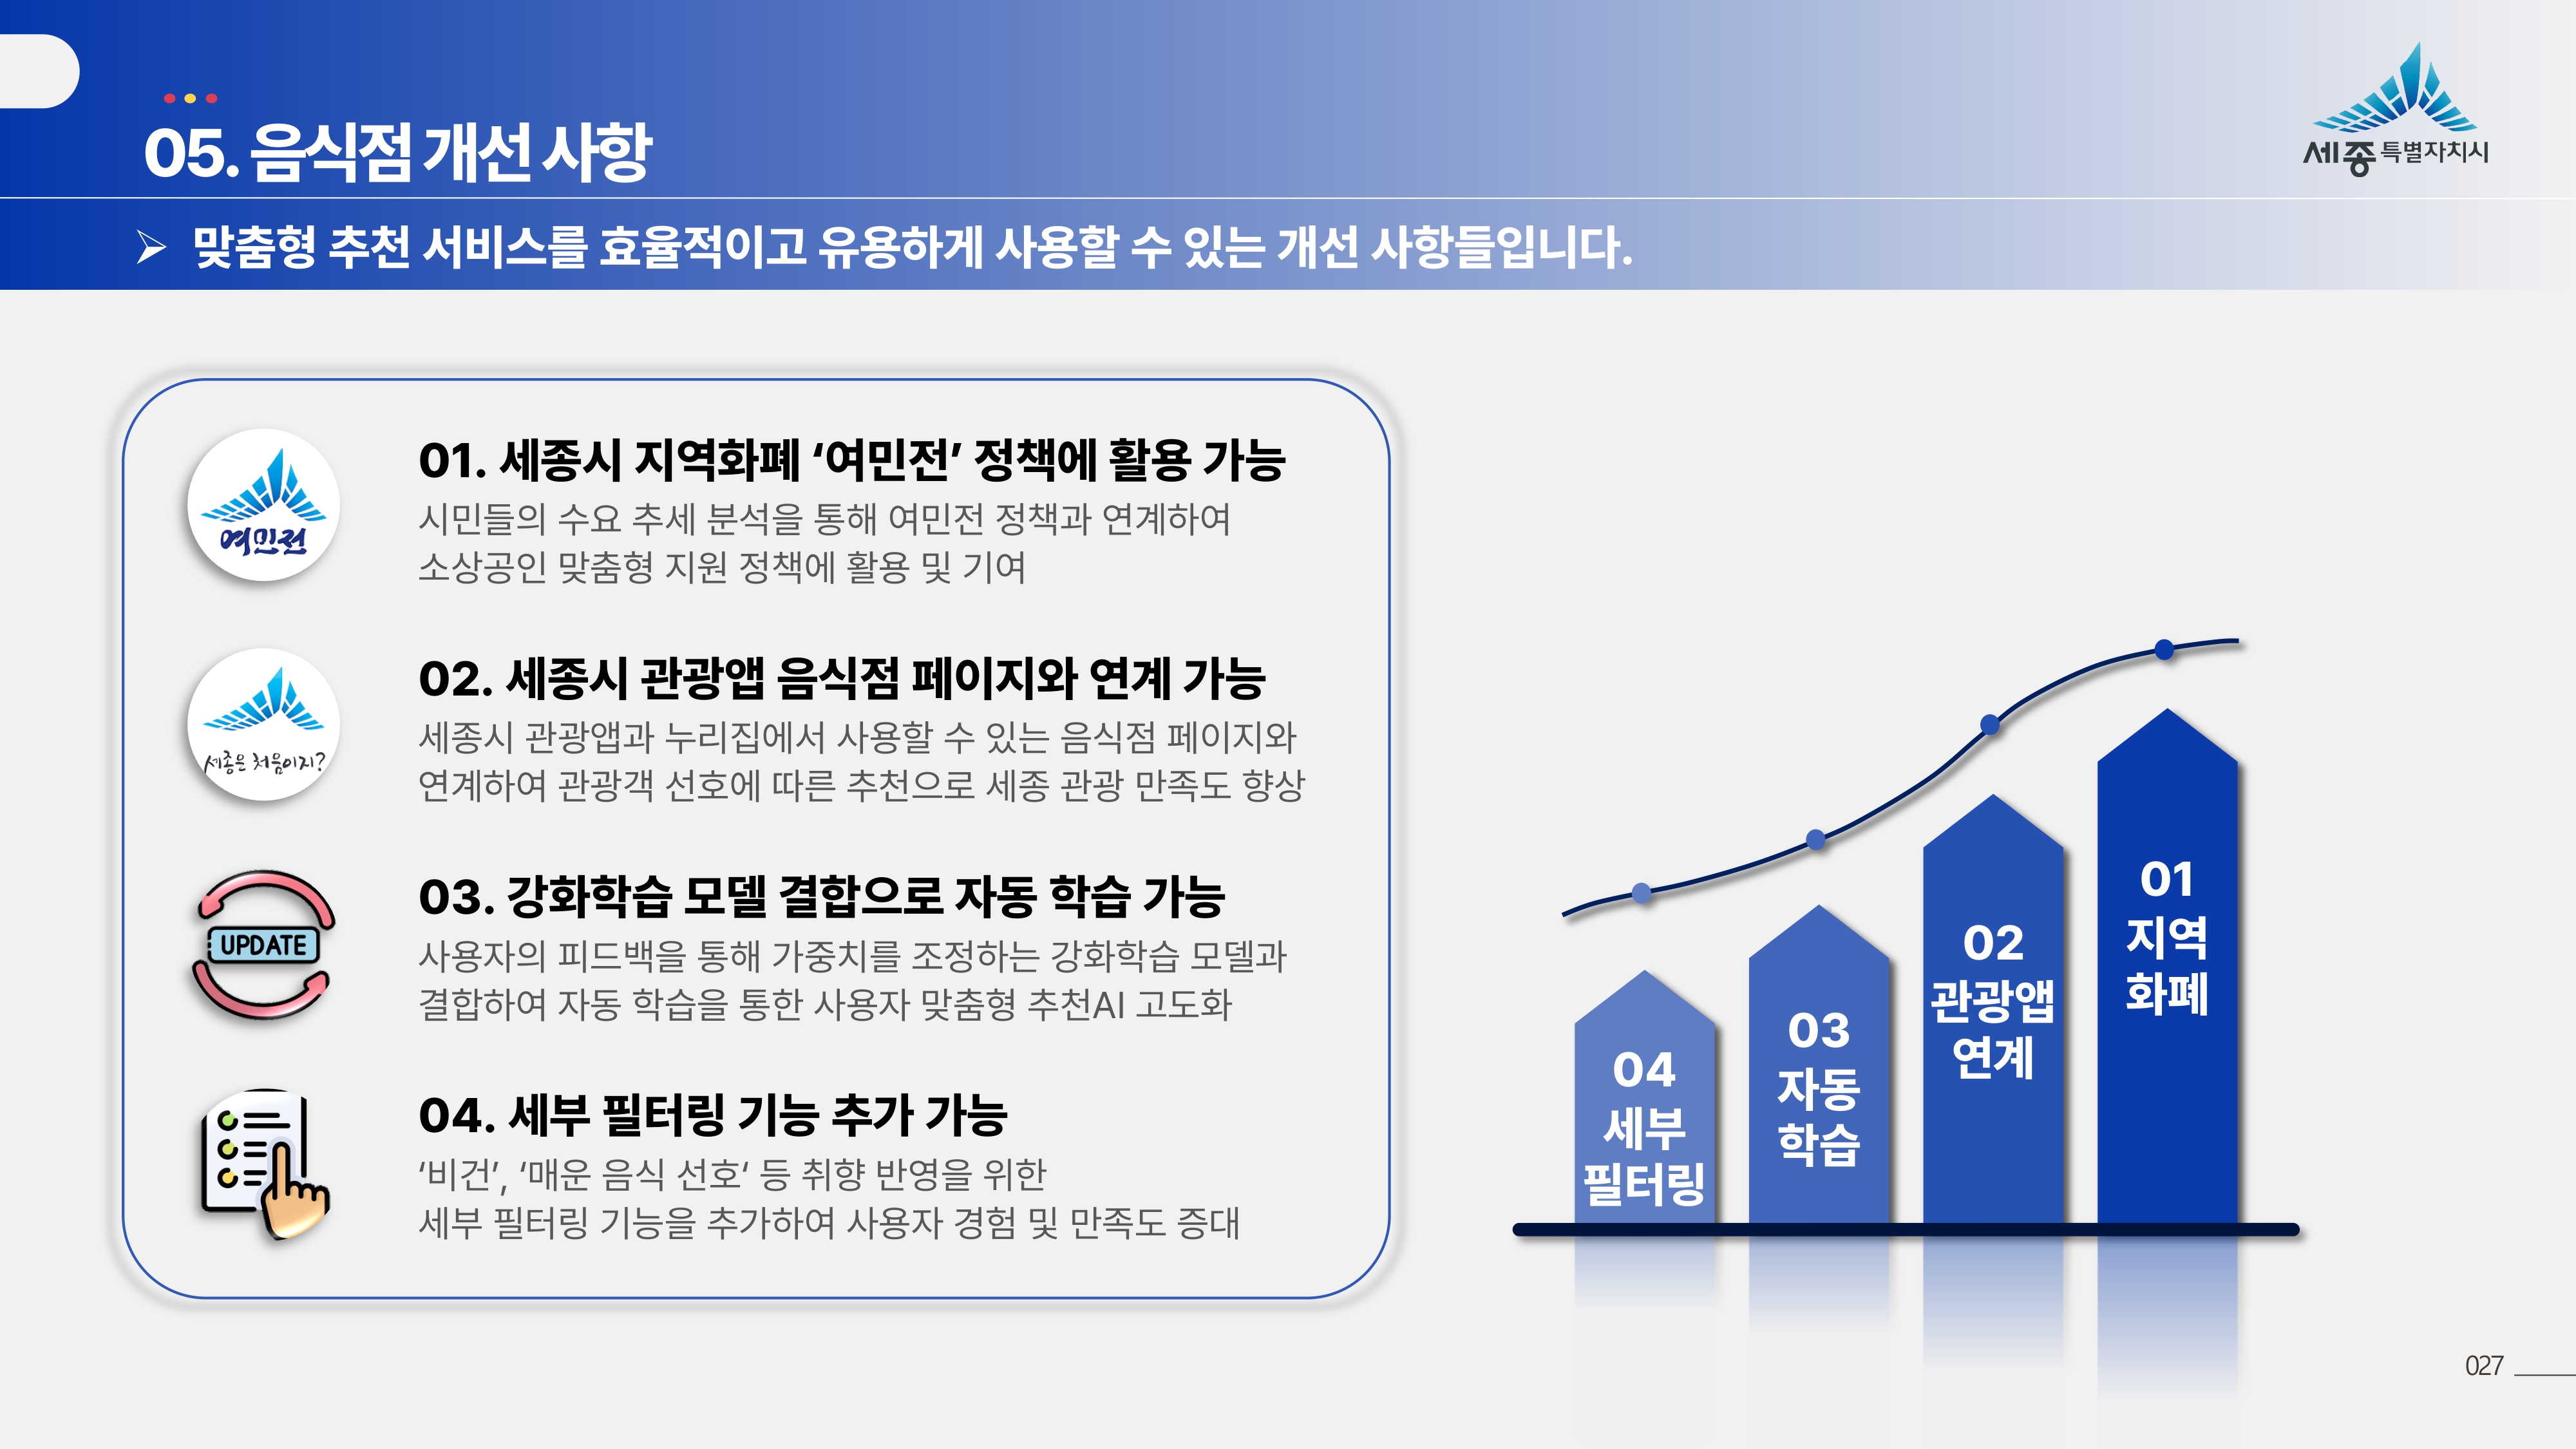 05. 음식점 개선 사항
세종특별자치시
맞춤형 추천 서비스를 효율적이고 유용하게 사용할 수 있는 개선 사항들입니다.
여민전
01. 세종시 지역화폐 ‘여민전’ 정책에 활용 가능
시민들의 수요 추세 분석을 통해 여민전 정책과 연계하여
소상공인 맞춤형 지원 정책에 활용 및 기여
세종은 처음이지?
02. 세종시 관광앱 음식점 페이지와 연계 가능
세종시 관광앱과 누리집에서 사용할 수 있는 음식점 페이지와
연계하여 관광객 선호에 따른 추천으로 세종 관광 만족도 향상
UPDATE
03. 강화학습 모델 결합으로 자동 학습 가능
사용자의 피드백을 통해 가중치를 조정하는 강화학습 모델과
결합하여 자동 학습을 통한 사용자 맞춤형 추천AI 고도화
04. 세부 필터링 기능 추가 가능
‘비건’, ‘매운 음식 선호‘ 등 취향 반영을 위한
세부 필터링 기능을 추가하여 사용자 경험 및 만족도 증대
04
세부
필터링
03
자동
학습
02
관광앱
연계
01
지역
화폐
027